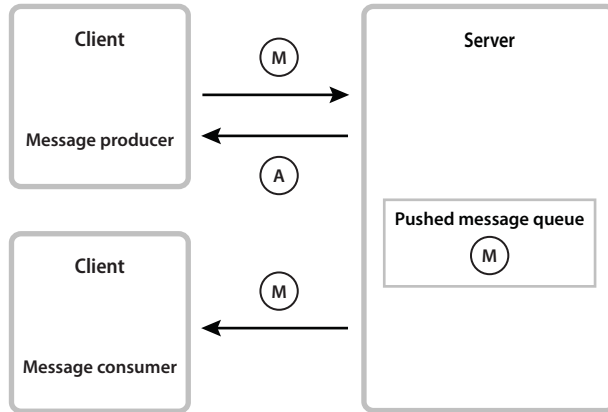 Client
M
Server
Message producer
A
Pushed message queue
M
Client
M
Message consumer